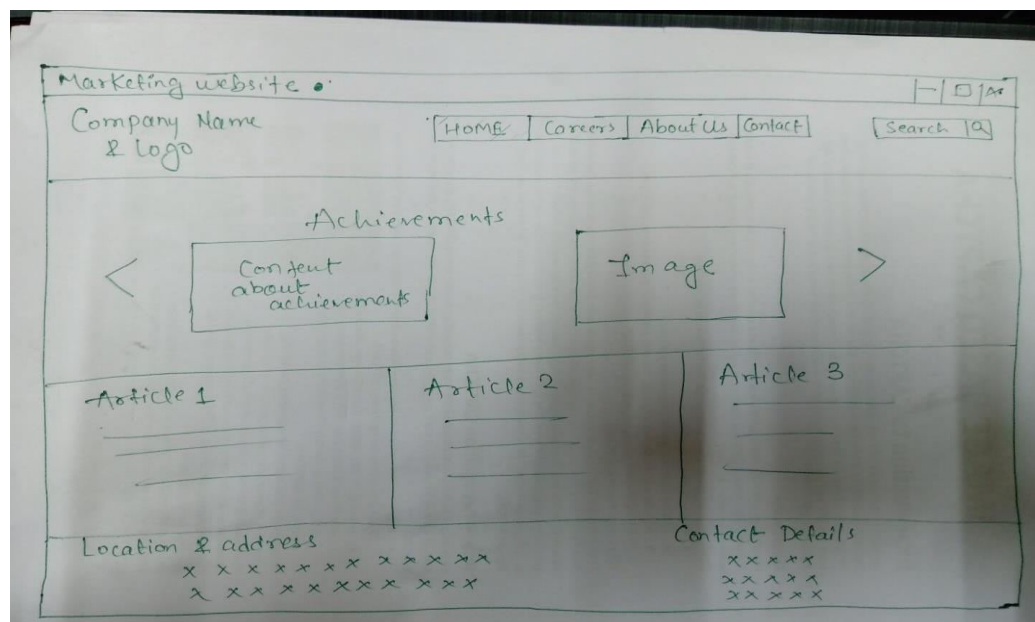 Marketing website
Company Name
& logo
HOME Careers About Us Contact
Search
Achievements
Content
about
achievements
Image
Article 1
Article 2
Article 3
Location & address
x x x x x x x x x x x x
x x x x x x x x x x x
Contact Details
x x x x x
x x x x x
x x x x x